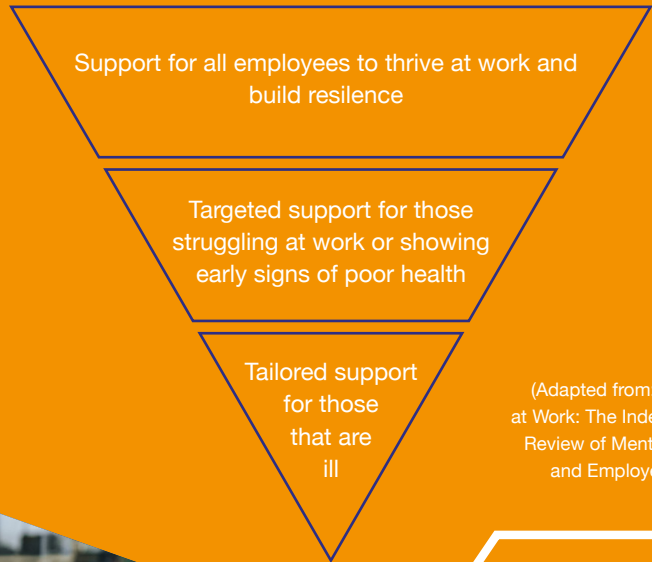 Support for all employees to thrive at work and
build resilence
Targeted support for those
struggling at work or showing
early signs of poor health
Tailored support
for those
that are
ill
(Adapted from:
at Work: The Inde
Review of Ment
and Employe